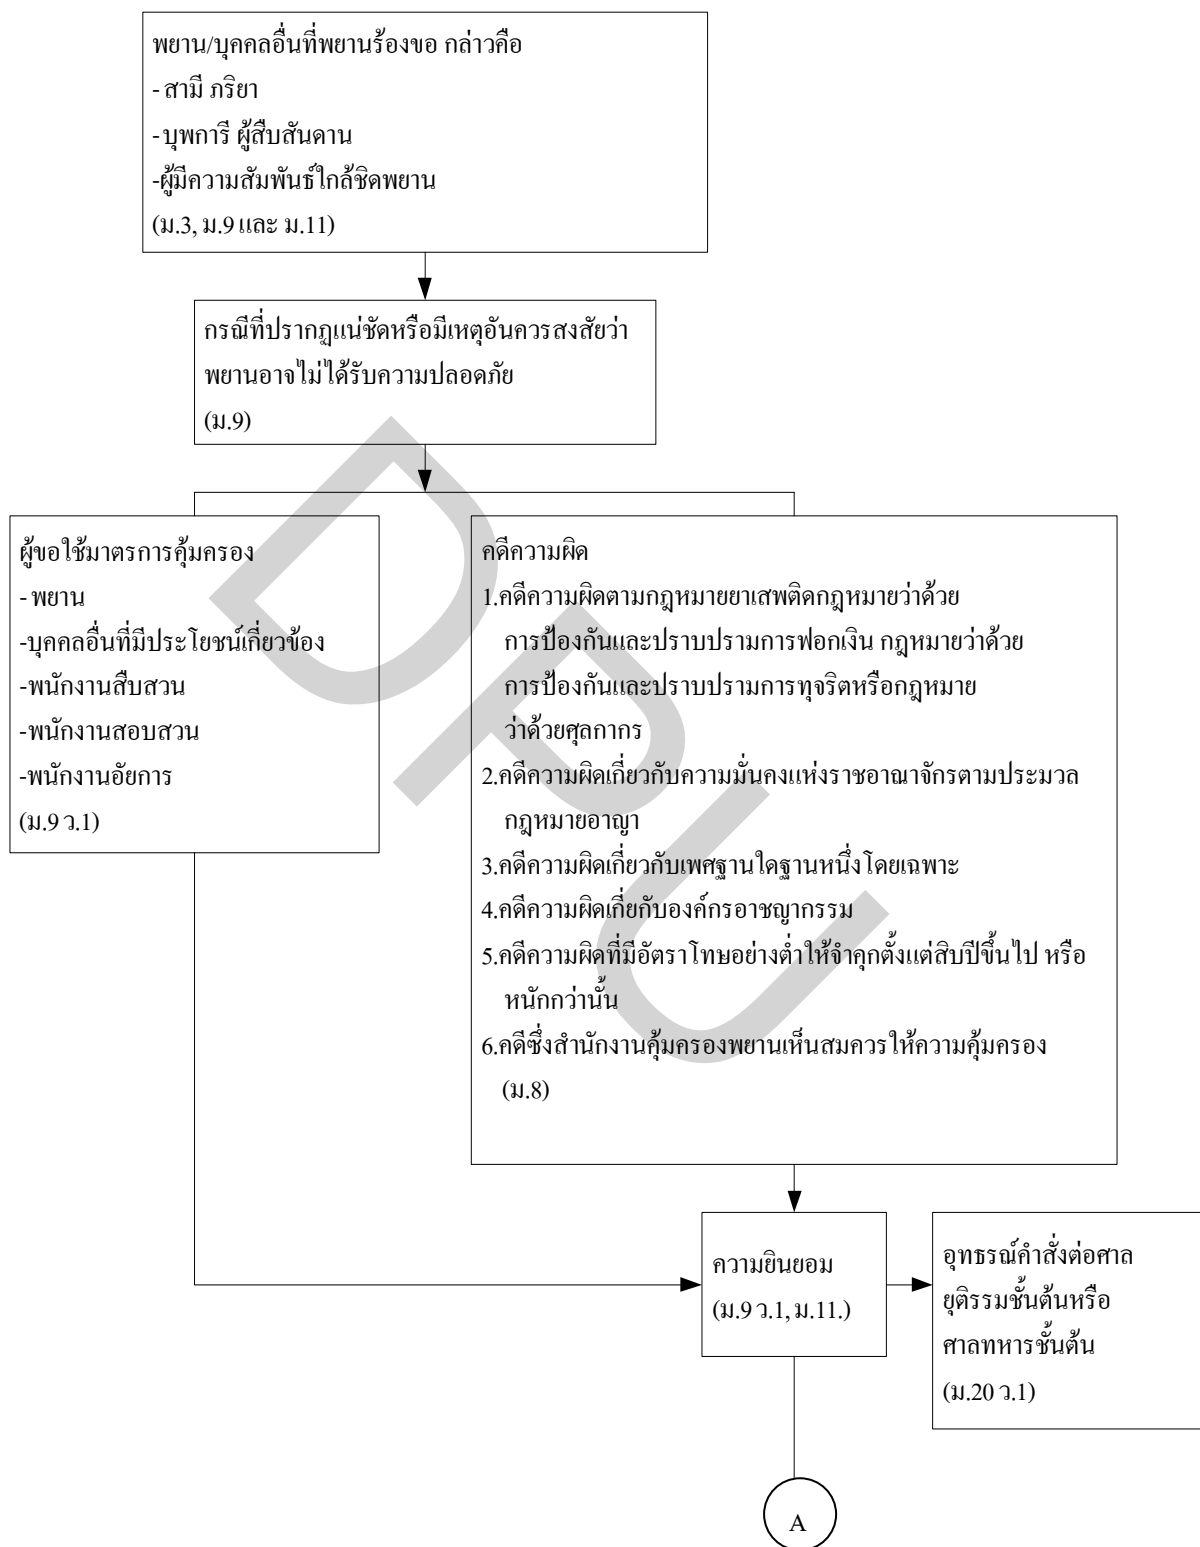 พยาน/บุคคลอื่นที่พยานร้องขอ กล่าวคือ
- สามี ภริยา
-บุพการี ผู้สืบสันดาน
-ผู้มีความสัมพันธ์ใกล้ชิดพยาน
(ม.3, ม.9 และ ม.11)
กรณีที่ปรากฏแน่ชัดหรือมีเหตุอันควรสงสัยว่า
พยานอาจไม่ได้รับความปลอดภัย
(ม.9)
ผู้ขอใช้มาตรการคุ้มครอง
- พยาน
-บุคคลอื่นที่มีประโยชน์เกี่ยวข้อง
-พนักงานสืบสวน
-พนักงานสอบสวน
-พนักงานอัยการ
(ม.9 ว.1)
คดีความผิด
1.คดีความผิดตามกฎหมายยาเสพติดกฎหมายว่าด้วย
การป้องกันและปราบปรามการฟอกเงิน กฎหมายว่าด้วย
การป้องกันและปราบปรามการทุจริตหรือกฎหมาย
ว่าด้วยศุลกากร
2.คดีความผิดเกี่ยวกับความมั่นคงแห่งราชอาณาจักรตามประมวล
กฎหมายอาญา
3.คดีความผิดเกี่ยวกับเพศฐานใดฐานหนึ่งโดยเฉพาะ
4.คดีความผิดเกี่ยกับองค์กรอาชญากรรม
5.คดีความผิดที่มีอัตราโทษอย่างต่ำให้จำคุกตั้งแต่สิบปีขึ้นไป หรือ
หนักกว่านั้น
6.คดีซึ่งสำนักงานคุ้มครองพยานเห็นสมควรให้ความคุ้มครอง
(ม.8)
ความยินยอม
(ม.9 ว.1, ม.11.)
อุทธรณ์คำสั่งต่อศาล
ยุติรรมชั้นต้นหรือ
ศาลทหารชั้นต้น
(ม.20 ว.1)
A
DPU